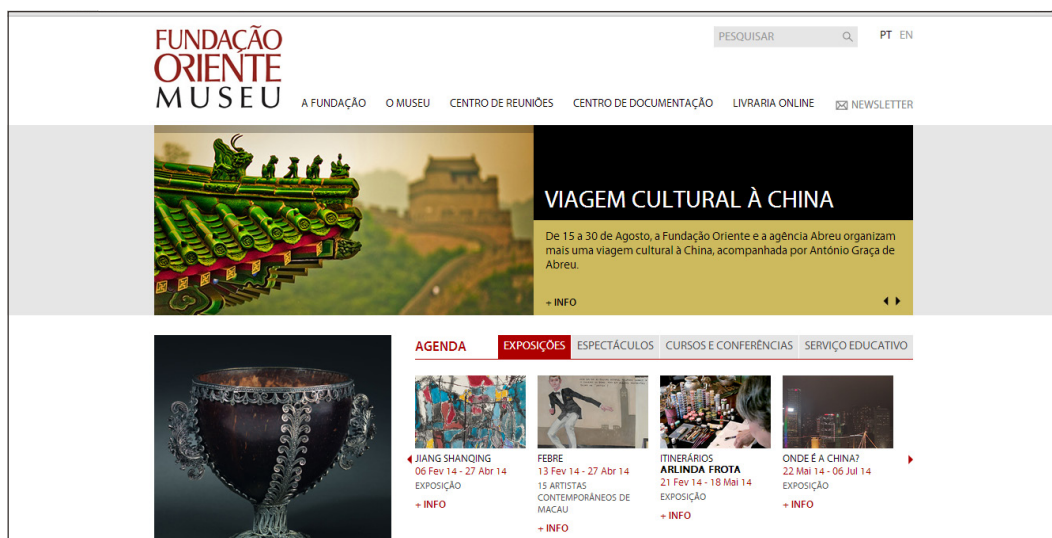 FUNDAÇÃO
ORIENTE
MUSEU
PESQUISAR
PT EN
A FUNDAÇÃO O MUSEU CENTRO DE REUNIÕES CENTRO DE DOCUMENTAÇÃO LIVRARIA ONLINE NEWSLETTER
VIAGEM CULTURAL À CHINA
De 15 a 30 de Agosto, a Fundação Oriente e a agência Abreu organizam
mais uma viagem cultural à China, acompanhada por António Graça de
Abreu.
+ INFO
AGENDA EXPOSIÇÕES ESPECTÁCULOS CURSOS E CONFERÊNCIAS SERVIÇO EDUCATIVO
JIANG SHANQING
06 Fev 14 - 27 Abr 14
EXPOSIÇÃO
+ INFO
FEBRE
13 Fev 14 - 27 Abr 14
15 ARTISTAS
CONTEMPORÂNEOS DE
MACAU
+ INFO
ITINERÁRIOS
ARLINDA FROTA
21 Fev 14 - 18 Mai 14
EXPOSIÇÃO
+ INFO
ONDE É A CHINA?
22 Mai 14 - 06 Jul 14
EXPOSIÇÃO
+ INFO